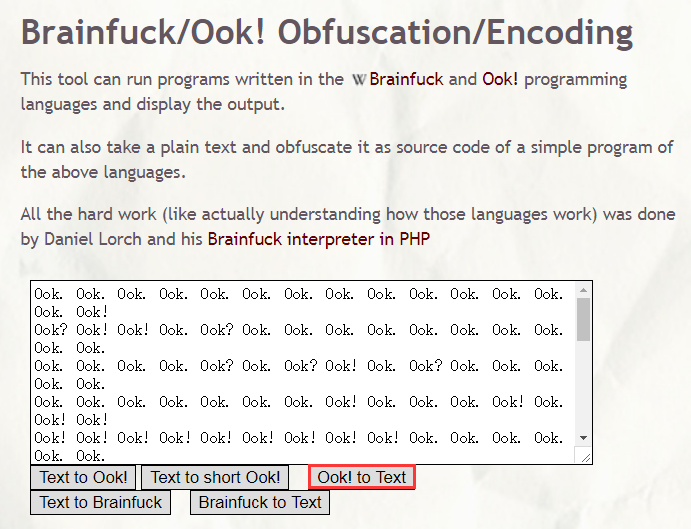 Brainfuck/Ook! Obfuscation/Encoding
This tool can run programs written in the W Brainfuck and Ook! programming
languages and display the output.
It can also take a plain text and obfuscate it as source code of a simple program of
the above languages.
All the hard work (like actually understanding how those languages work) was done
by Daniel Lorch and his Brainfuck interpreter in PHP
Ook. Ook. Ook. Ook. Ook. Ook. Ook. Ook. Ook. Ook. Ook. Ook. Ook.
Ook. Ook!
Ook? Ook! Ook! Ook. Ook? Ook. Ook. Ook. Ook. Ook. Ook. Ook. Ook.
Ook. Ook.
Ook. Ook. Ook. Ook. Ook? Ook. Ook? Ook! Ook. Ook? Ook. Ook. Ook.
Ook. Ook.
Ook. Ook. Ook. Ook. Ook. Ook. Ook. Ook! Ook. Ook. Ook. Ook! Ook.
Ook! Ook!
Ook! Ook! Ook! Ook! Ook! Ook! Ook! Ook! Ook! Ook! Ook. Ook. Ook.
Ook. Ook.
Text to Ook! Text to short Ook! Ook! to Text
Text to Brainfuck Brainfuck to Text